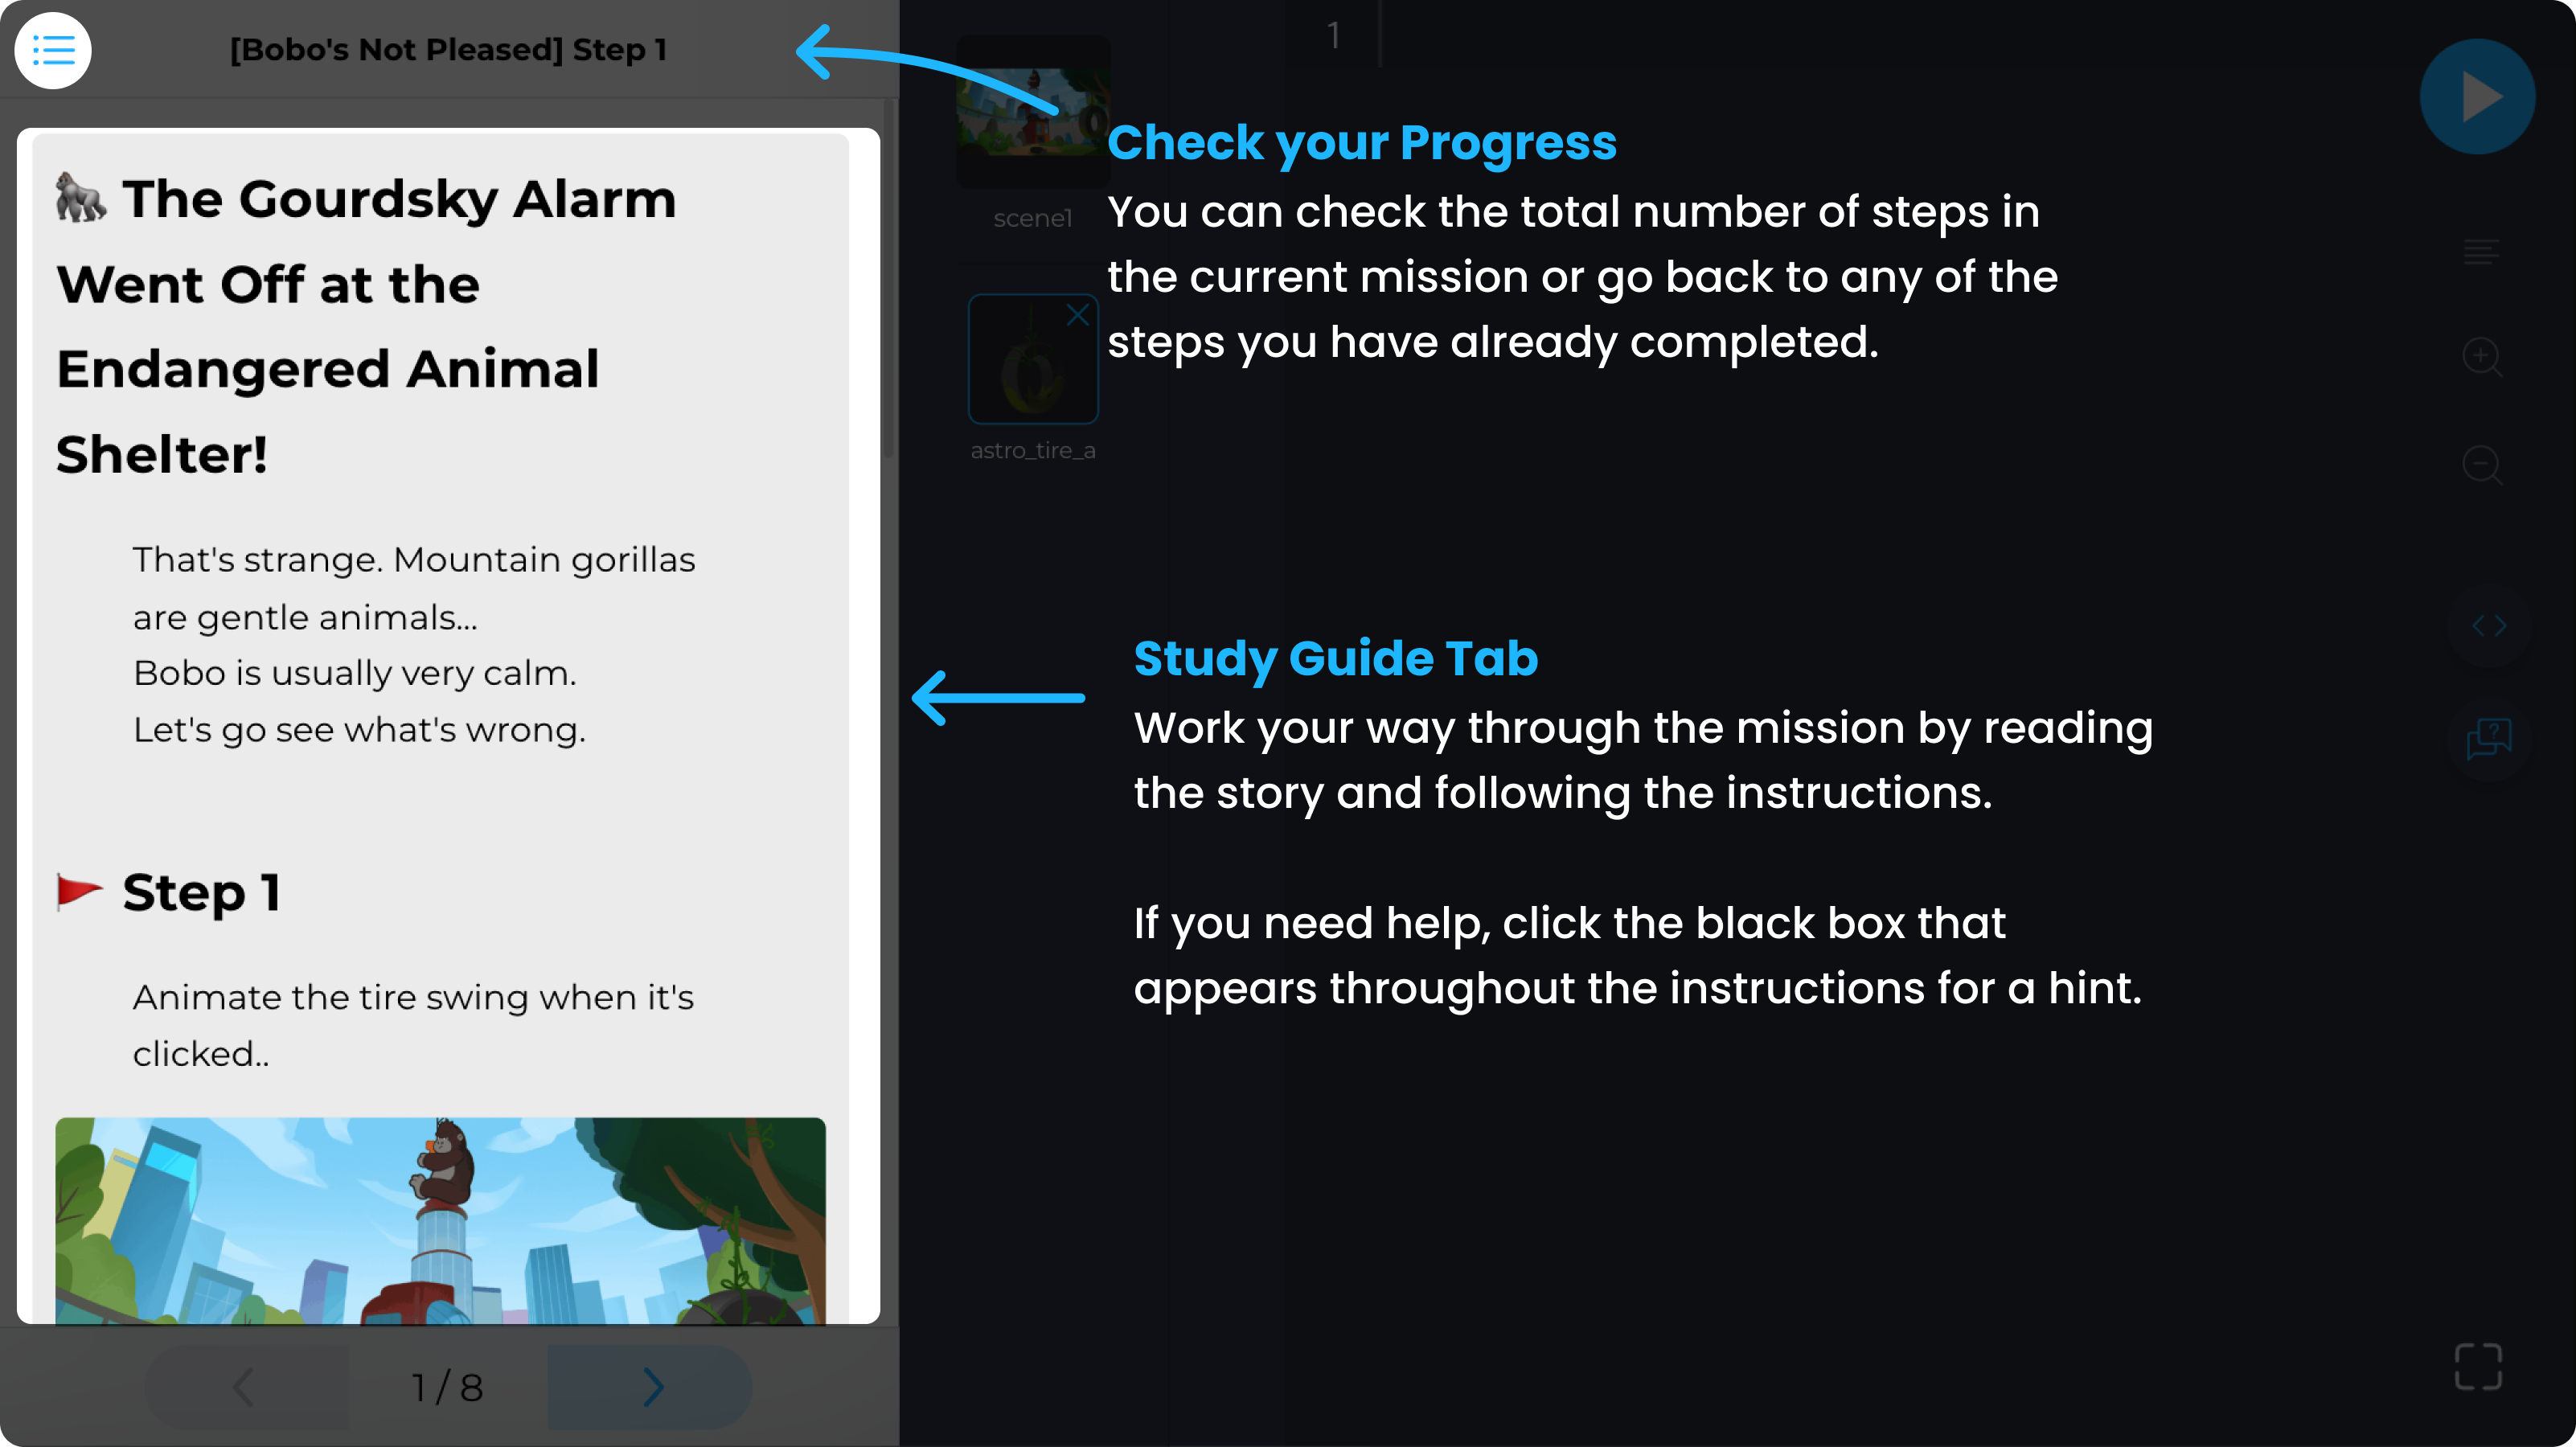 [Bobo's Not Pleased] Step 1
The Gourdsky Alarm
Went Off at the
Endangered Animal
Shelter!
That's strange. Mountain gorillas
are gentle animals...
Bobo is usually very calm.
Let's go see what's wrong.
Step 1
Animate the tire swing when it's
clicked..
1 / 8
scene1
astro_tire_a
1
Check your Progress
You can check the total number of steps in
the current mission or go back to any of the
steps you have already completed.
Study Guide Tab
Work your way through the mission by reading
the story and following the instructions.
If you need help, click the black box that
appears throughout the instructions for a hint.